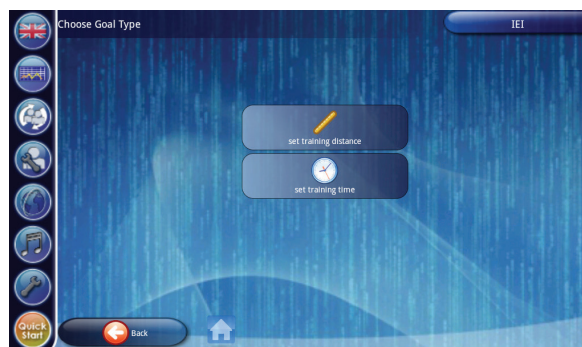 Choose Goal Type
IEI
set training distance
set training time
Quick
Start
Back